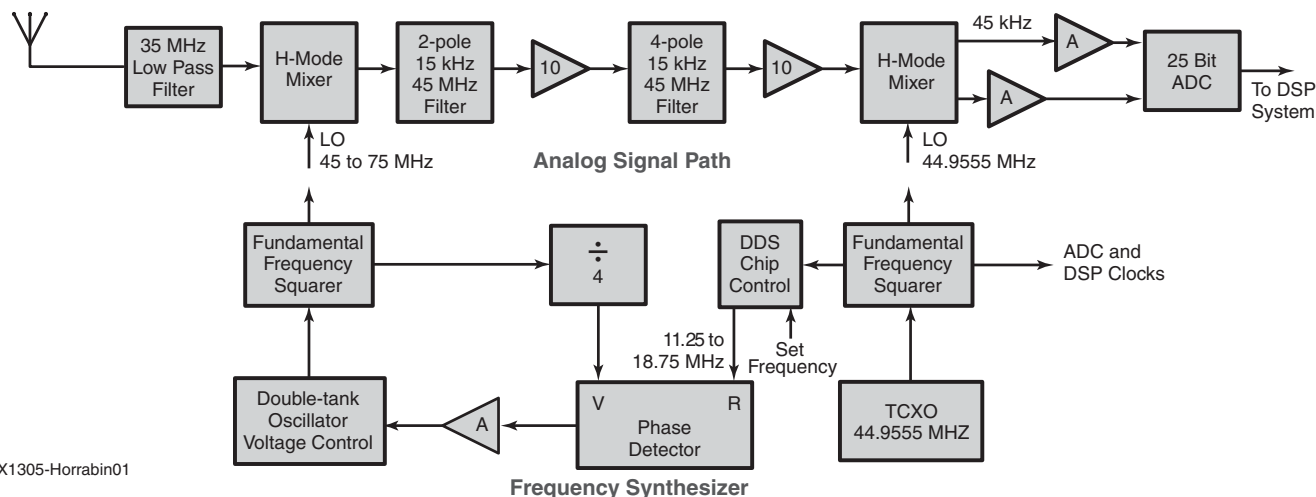 35 MHz
Low Pass
Filter
H-Mode
Mixer
2-pole
15 kHz
45 MHz
Filter
10
4-pole
15 kHz
45 MHz
Filter
10
H-Mode
Mixer
45 kHz
A
A
25 Bit
ADC
To DSP
System
LO
45 to 75 MHz
Analog Signal Path
LO
44.9555 MHz
Fundamental
Frequency
Squarer
÷
4
DDS
Chip
Control
Fundamental
Frequency
Squarer
ADC and
DSP Clocks
11.25 to
18.75 MHz
Set
Frequency
Double-tank
Oscillator
Voltage Control
A
V
R
Phase
Detector
TCXO
44.9555 MHZ
X1305-Horrabin01
Frequency Synthesizer